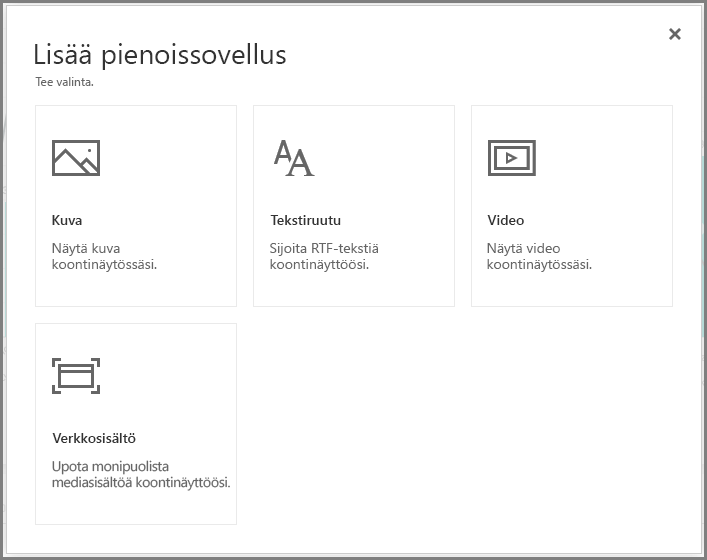 Lisää pienoissovellus
Tee valinta.
Kuva
Näytä kuva
koontinäytössäsi.
Tekstiruutu
Sijoita RTF-tekstiä
koontinäyttöösi.
Video
Näytä video
koontinäytössäsi.
Verkkosisältö
Upota monipuolista
mediasisältöä koontinäyttöösi.